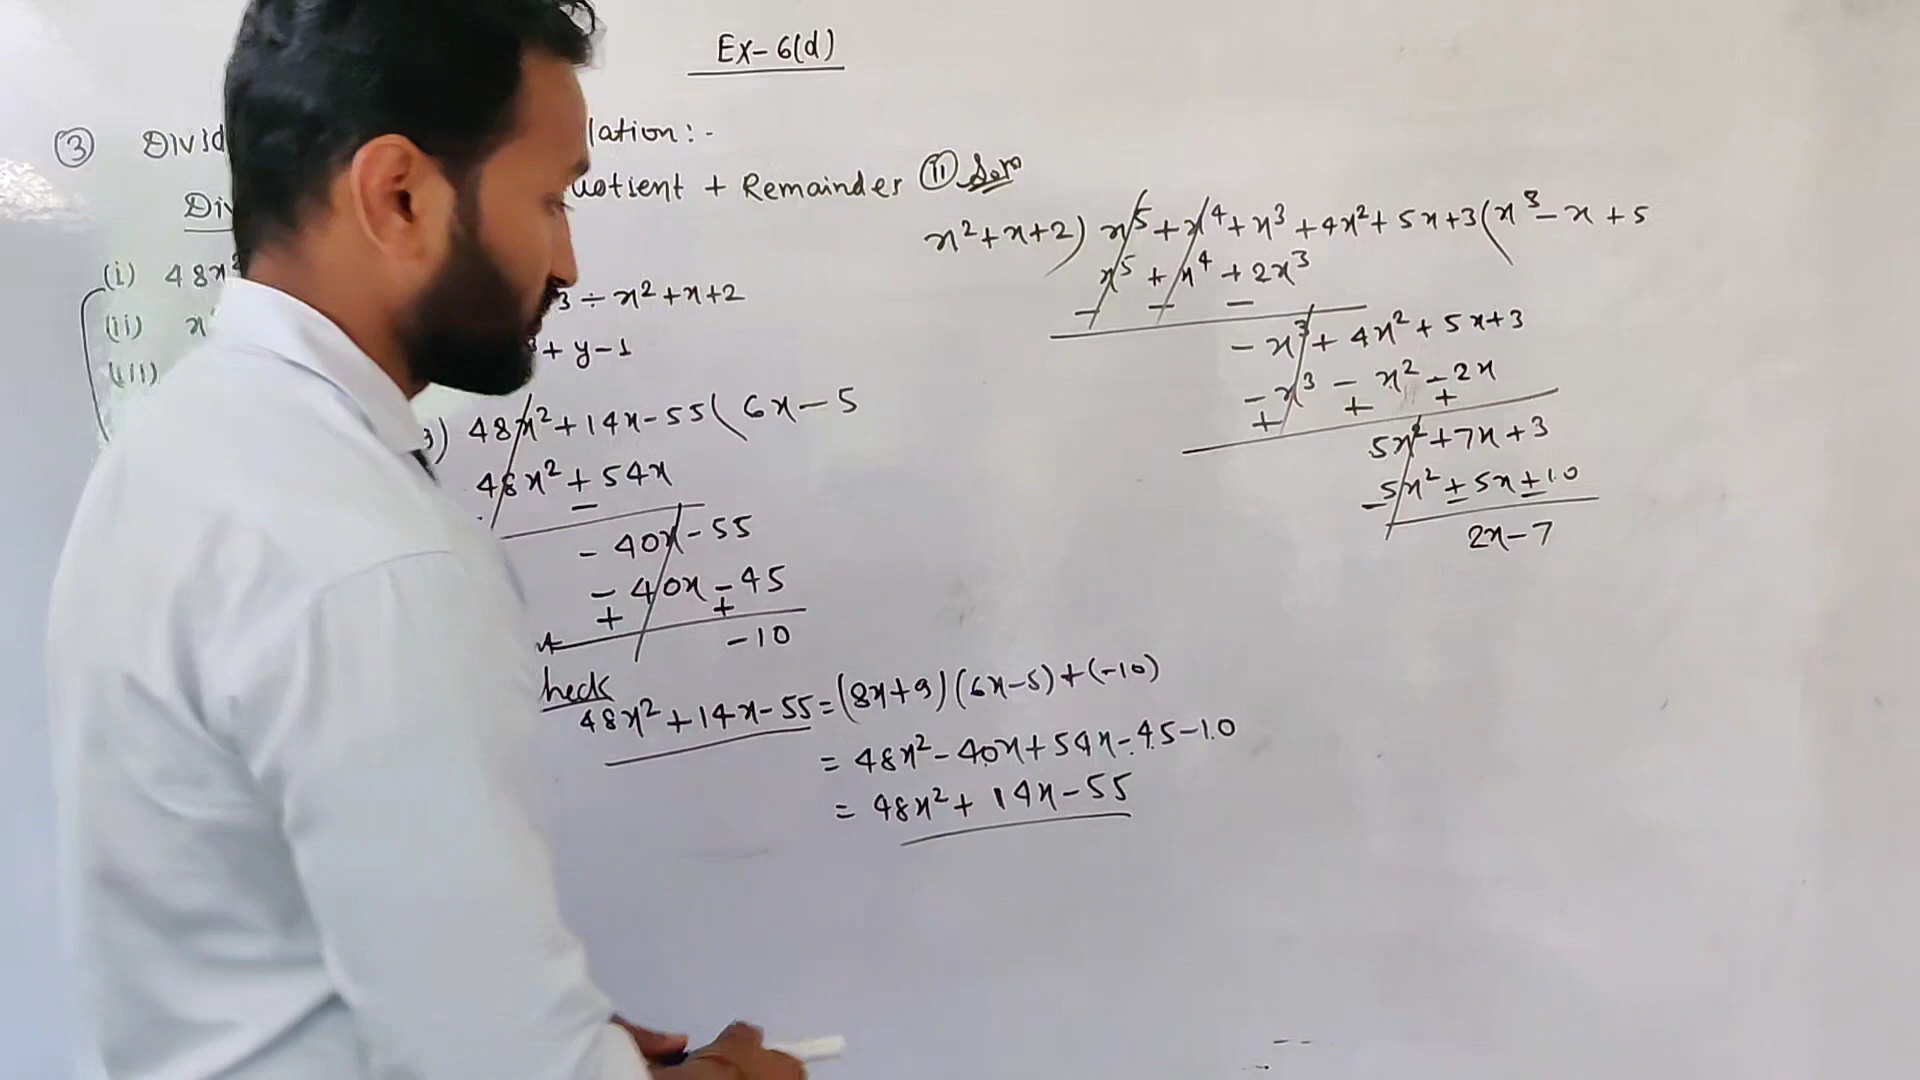 Ex-6(d)
③ Divid lation:-
Div uotient + Remainder
(i) 48x²
3 ÷ x²+x+2
(ii) x
+ y-1
(iii)
9) 48x²+14x-55( 6x-5
48x²+54x
-
-40x-55
-40x-45
+ +
-10
heck
48x²+14x-55=(8x+9)(6x-5)+(-10)
= 48x²-40x+54x-45-10
= 48x²+14x-55
(ii) Soln
x²+x+2) x⁵+x⁴+x³+4x²+5x+3(x³-x+5
x⁵+x⁴+2x³
- - -
-x³+4x²+5x+3
-x³-x²-2x
+ + +
5x²+7x+3
5x²+5x+10
- - -
2x-7